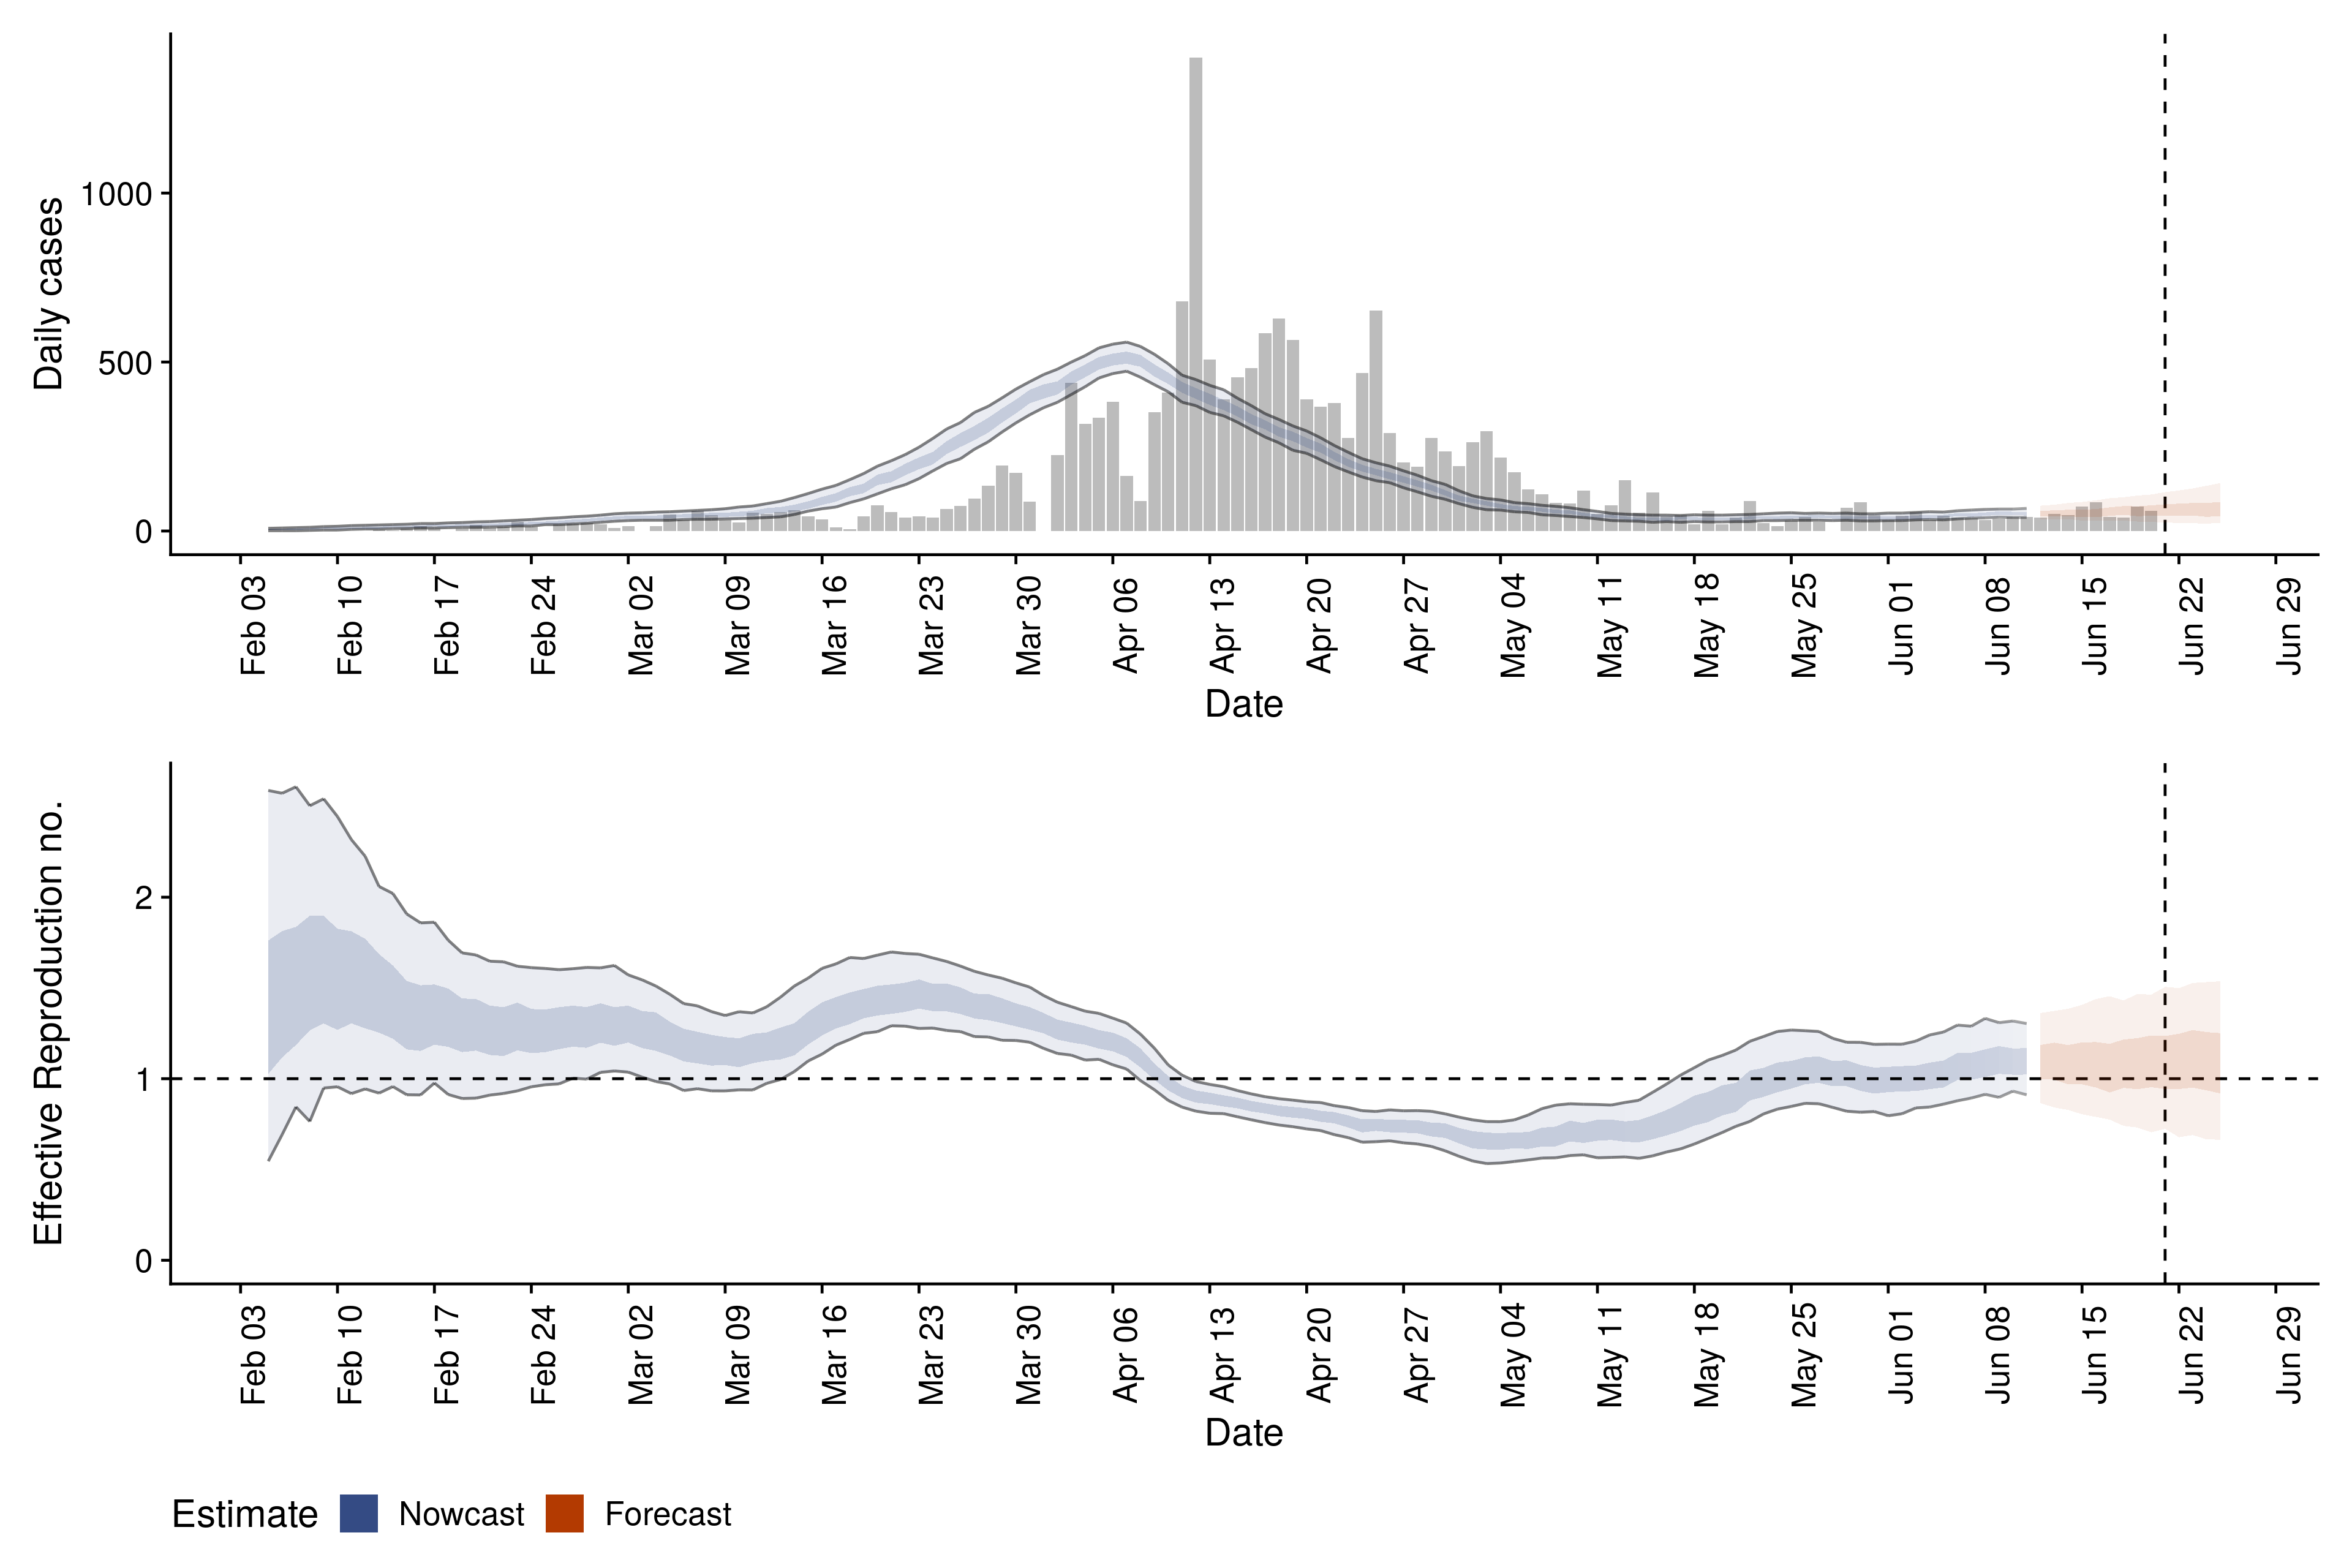 Daily cases
1000
500
0
Feb 03
Feb 10
Feb 17
Feb 24
Mar 02
Mar 09
Mar 16
Mar 23
Mar 30
Apr 06
Apr 13
Apr 20
Apr 27
May 04
May 11
May 18
May 25
Jun 01
Jun 08
Jun 15
Jun 22
Jun 29
Date
Effective Reproduction no.
2
1
0
Feb 03
Feb 10
Feb 17
Feb 24
Mar 02
Mar 09
Mar 16
Mar 23
Mar 30
Apr 06
Apr 13
Apr 20
Apr 27
May 04
May 11
May 18
May 25
Jun 01
Jun 08
Jun 15
Jun 22
Jun 29
Date
Estimate Nowcast Forecast